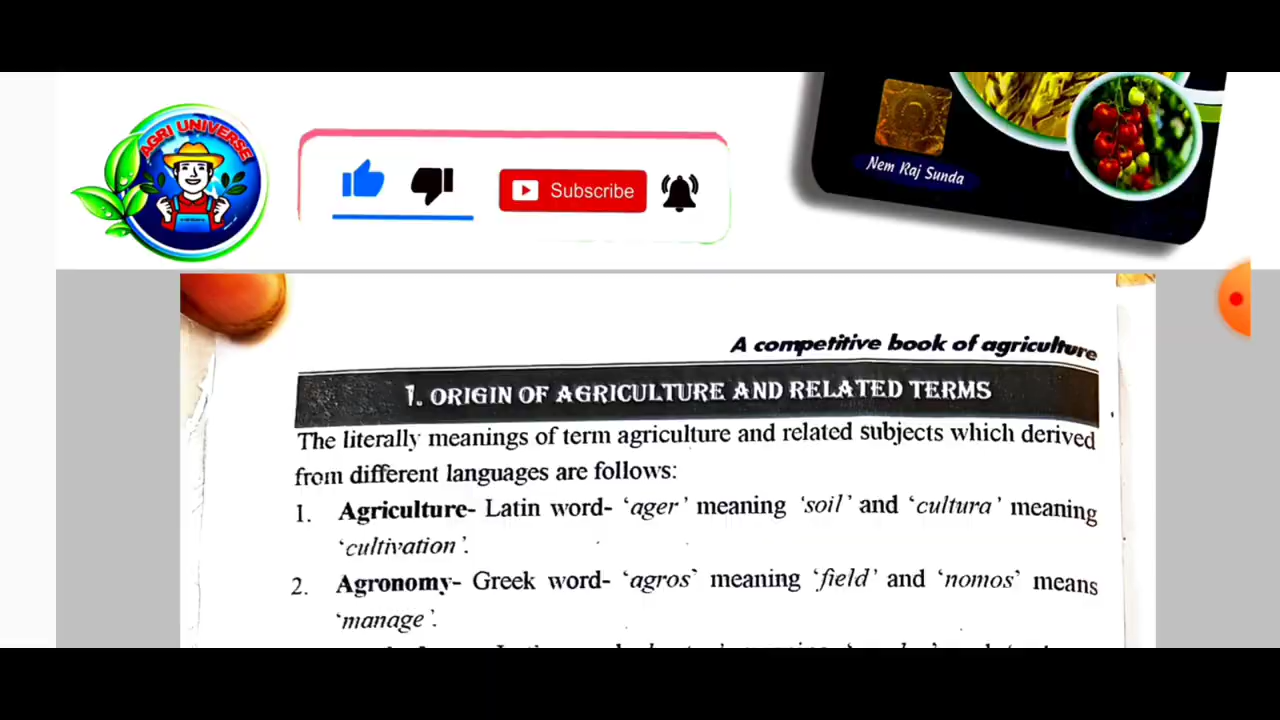 AGRI UNIVERSE
Subscribe
Nem Raj Sunda
A competitive book of agriculture
1. ORIGIN OF AGRICULTURE AND RELATED TERMS
The literally meanings of term agriculture and related subjects which derived
from different languages are follows:
1. Agriculture- Latin word- ‘ager’ meaning ‘soil’ and ‘cultura’ meaning
‘cultivation’.
2. Agronomy- Greek word- ‘agros’ meaning ‘field’ and ‘nomos’ means
‘manage’.